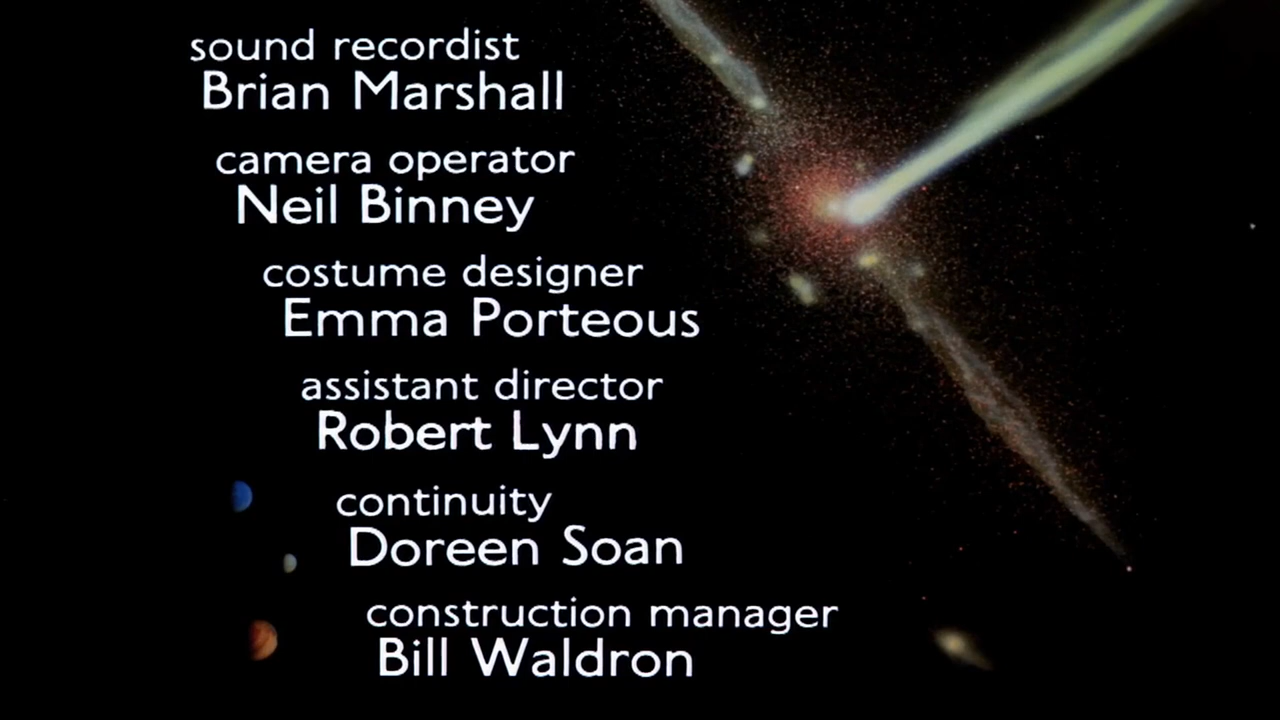 sound recordist
Brian Marshall
camera operator
Neil Binney
costume designer
Emma Porteous
assistant director
Robert Lynn
continuity
Doreen Soan
construction manager
Bill Waldron